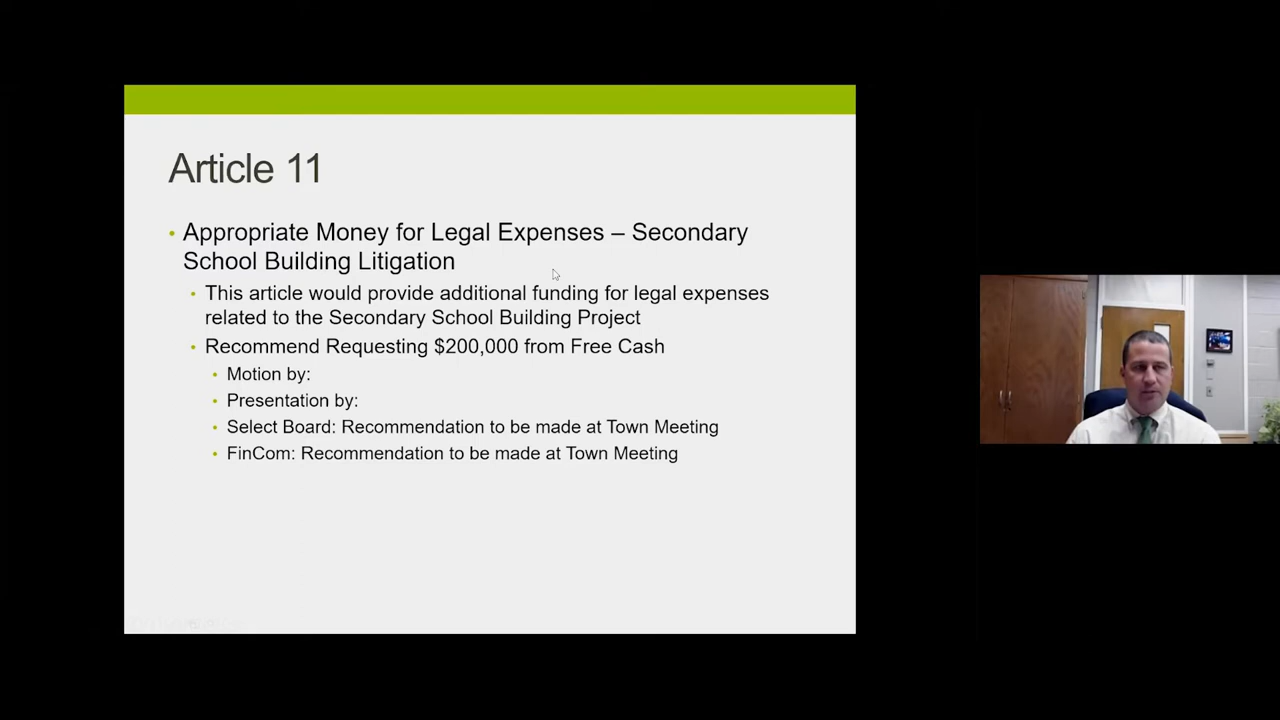 Article 11
• Appropriate Money for Legal Expenses – Secondary
School Building Litigation
• This article would provide additional funding for legal expenses
related to the Secondary School Building Project
• Recommend Requesting $200,000 from Free Cash
• Motion by:
• Presentation by:
• Select Board: Recommendation to be made at Town Meeting
• FinCom: Recommendation to be made at Town Meeting